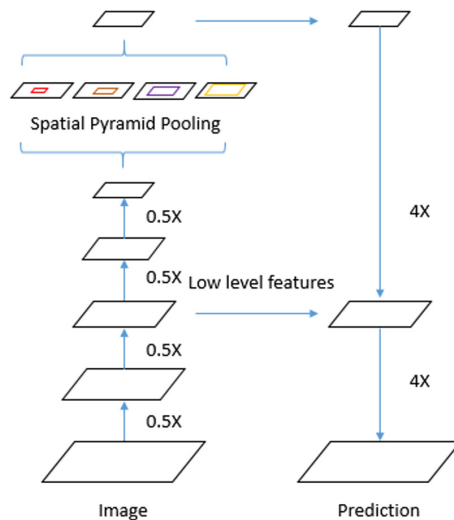 Spatial Pyramid Pooling
0.5X
4X
0.5X
Low level features
0.5X
4X
0.5X
Image
Prediction